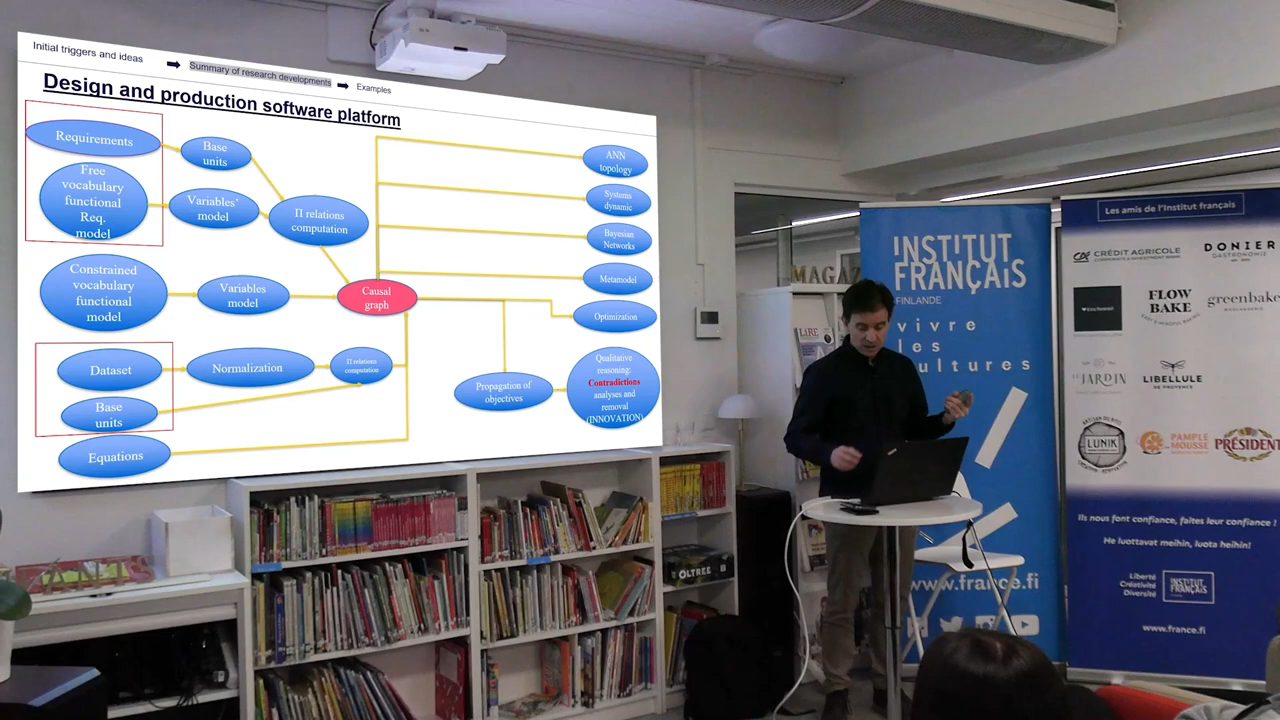 Initial triggers and ideas
Summary of research developments
Examples
Design and production software platform
Requirements
Base
units
Free
vocabulary
functional
Req.
model
Variables'
model
Π relations
computation
Constrained
vocabulary
functional
model
Variables
model
Causal
graph
Dataset
Normalization
Π relations
computation
Base
units
Equations
ANN
topology
Systems
dynamic
Bayesian
Networks
Metamodel
Optimization
Propagation of
objectives
Qualitative
reasoning:
Contradictions
analyses and
removal
(INNOVATION)
MAGAZ
LiRE
OLTRÉE
INSTITUT
FRANÇAIS
FINLANDE
vivre
les
cultures
www.france.fi
Les amis de l'Institut français
CRÉDIT AGRICOLE
DONIER
GASTRONOMIE
FLOW
BAKE
greenbake
LE JARDIN
LIBELLULE
DE PROVENCE
LUNIK
PAMPLE
MOUSSE
PRÉSIDENT
Ils nous font confiance, faites leur confiance !
He luottavat meihin, luota heihin!
Liberté
Créativité
Diversité
INSTITUT
FRANÇAIS
www.france.fi